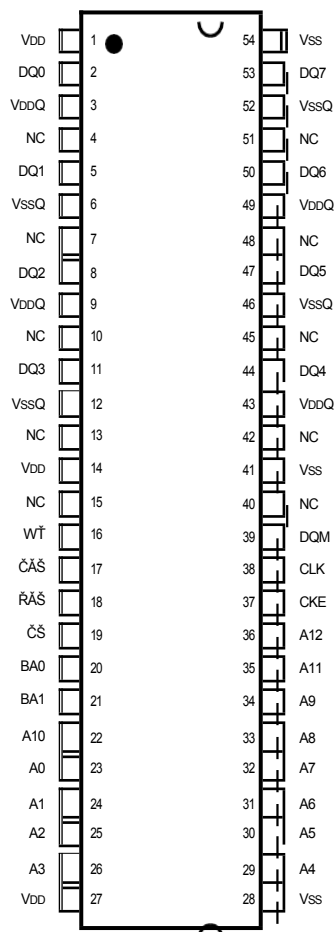 VDD 1 54 VSS
DQ0 2 53 DQ7
VDDQ 3 52 VSSQ
NC 4 51 NC
DQ1 5 50 DQ6
VSSQ 6 49 VDDQ
NC 7 48 NC
DQ2 8 47 DQ5
VDDQ 9 46 VSSQ
NC 10 45 NC
DQ3 11 44 DQ4
VSSQ 12 43 VDDQ
NC 13 42 NC
VDD 14 41 VSS
NC 15 40 NC
WŤ 16 39 DQM
ČǍŠ 17 38 CLK
ŘǍŠ 18 37 CKE
ČŠ 19 36 A12
BA0 20 35 A11
BA1 21 34 A9
A10 22 33 A8
A0 23 32 A7
A1 24 31 A6
A2 25 30 A5
A3 26 29 A4
VDD 27 28 VSS